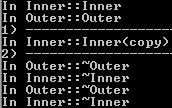 In Inner::Inner
In Outer::Outer
1) --------------------
In Inner::Inner(copy)
2) --------------------
In Outer::~Outer
In Inner::~Inner
In Outer::~Outer
In Inner::~Inner